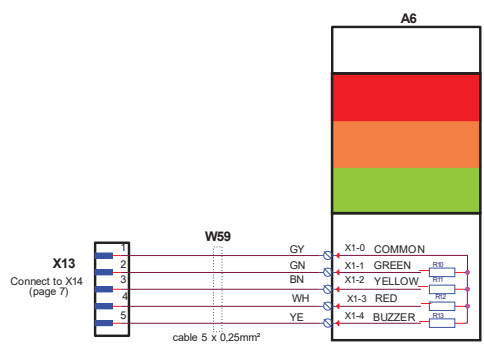 A6
W59
X13
Connect to X14
(page 7)
1 GY X1-0 COMMON
2 GN X1-1 GREEN R10
3 BN X1-2 YELLOW R11
4 WH X1-3 RED R12
5 YE X1-4 BUZZER R13
cable 5 x 0,25mm²